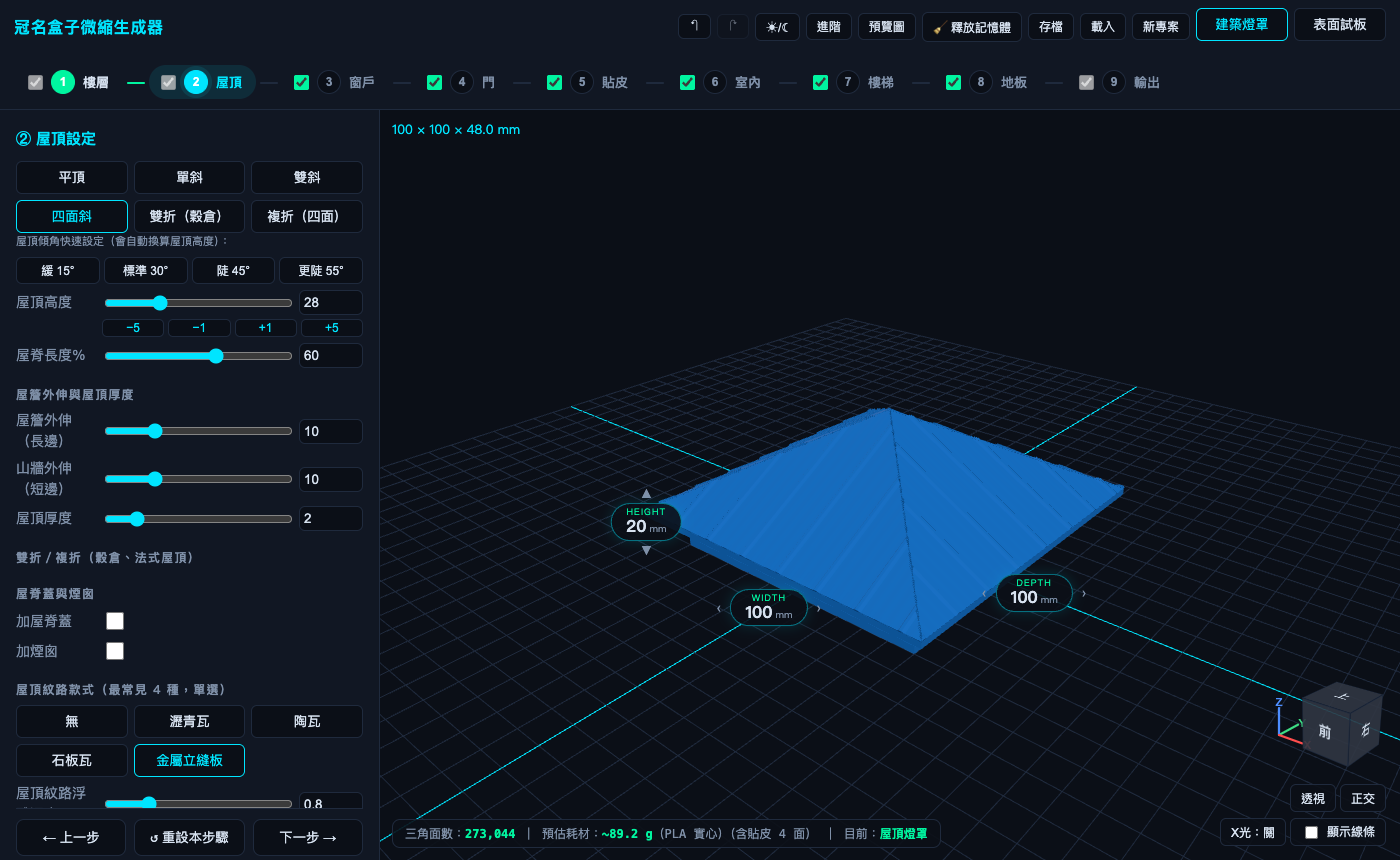 冠名盒子微縮生成器
☀/☾
進階
預覽圖
🧹 釋放記憶體
存檔
載入
新專案
建築燈罩
表面試板
1 樓層
2 屋頂
3 窗戶
4 門
5 貼皮
6 室內
7 樓梯
8 地板
9 輸出
② 屋頂設定
平頂
單斜
雙斜
四面斜
雙折（穀倉）
複折（四面）
屋頂傾角快速設定（會自動換算屋頂高度）：
緩 15°
標準 30°
陡 45°
更陡 55°
屋頂高度
28
−5
−1
+1
+5
屋脊長度%
60
屋簷外伸與屋頂厚度
屋簷外伸
（長邊）
10
山牆外伸
（短邊）
10
屋頂厚度
2
雙折 / 複折（穀倉、法式屋頂）
屋脊蓋與煙囪
加屋脊蓋
加煙囪
屋頂紋路款式（最常見 4 種，單選）
無
瀝青瓦
陶瓦
石板瓦
金屬立縫板
屋頂紋路浮
0.8
← 上一步
↺ 重設本步驟
下一步 →
100 × 100 × 48.0 mm
▲
HEIGHT
20 mm
▼
WIDTH
‹ 100 mm ›
DEPTH
‹ 100 mm ›
Z
Y
上
前
右
透視
正交
X光：關
顯示線條
三角面數：273,044 | 預估耗材：~89.2 g (PLA 實心) (含貼皮 4 面) | 目前：屋頂燈罩